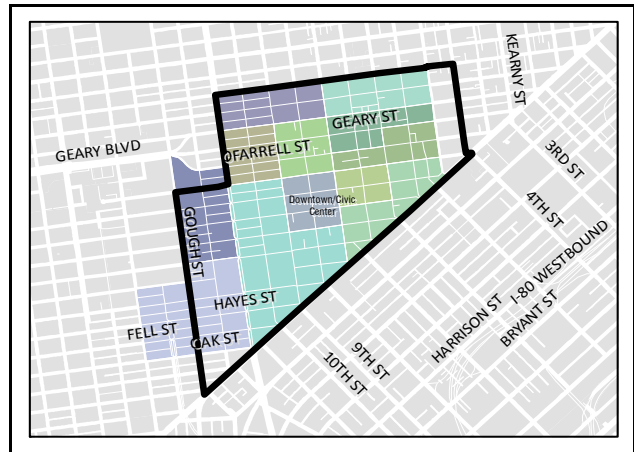 KEARNY ST
GEARY BLVD
GEARY ST
OFARRELL ST
3RD ST
4TH ST
Downtown/Civic
Center
GOUGH ST
I-80 WESTBOUND
HAYES ST
FELL ST
OAK ST
HARRISON ST
BRYANT ST
9TH ST
10TH ST